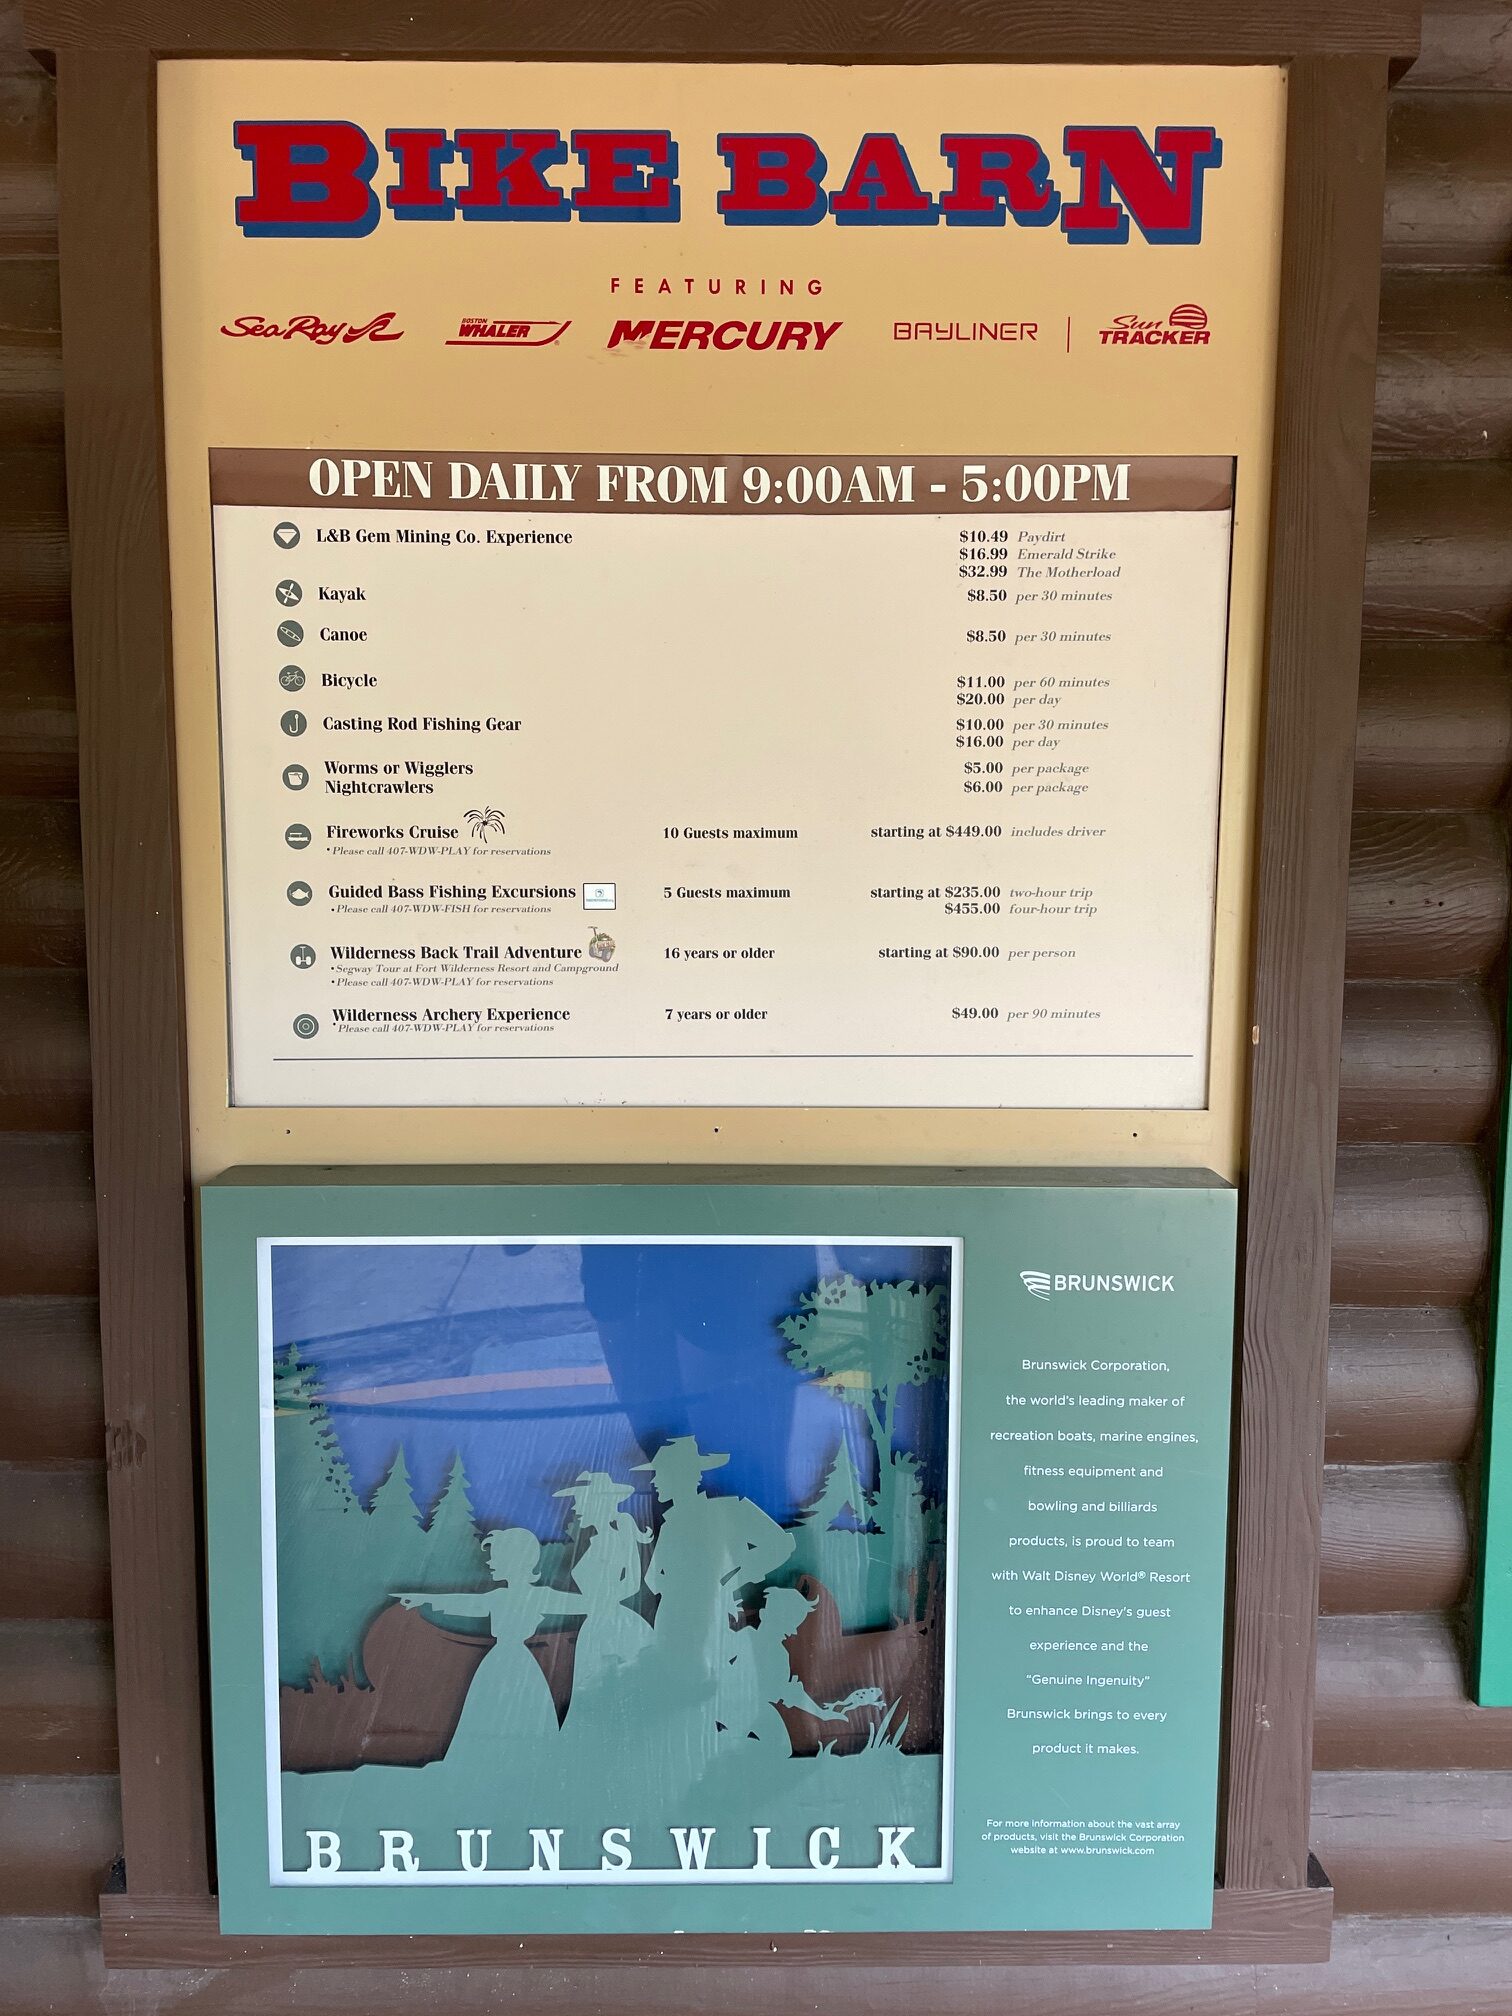 BIKE BARN
FEATURING
Sea Ray
BOSTON WHALER
MERCURY
BAYLINER
Sun TRACKER
OPEN DAILY FROM 9:00AM - 5:00PM
L&B Gem Mining Co. Experience $10.49 Paydirt
$16.99 Emerald Strike
$32.99 The Motherload
Kayak $8.50 per 30 minutes
Canoe $8.50 per 30 minutes
Bicycle $11.00 per 60 minutes
$20.00 per day
Casting Rod Fishing Gear $10.00 per 30 minutes
$16.00 per day
Worms or Wigglers $5.00 per package
Nightcrawlers $6.00 per package
Fireworks Cruise 10 Guests maximum starting at $449.00 includes driver
• Please call 407-WDW-PLAY for reservations
Guided Bass Fishing Excursions 5 Guests maximum starting at $235.00 two-hour trip
• Please call 407-WDW-FISH for reservations $455.00 four-hour trip
Wilderness Back Trail Adventure 16 years or older starting at $90.00 per person
• Segway Tour at Fort Wilderness Resort and Campground
• Please call 407-WDW-PLAY for reservations
Wilderness Archery Experience 7 years or older $49.00 per 90 minutes
• Please call 407-WDW-PLAY for reservations
BRUNSWICK
Brunswick Corporation,
the world's leading maker of
recreation boats, marine engines,
fitness equipment and
bowling and billiards
products, is proud to team
with Walt Disney World® Resort
to enhance Disney's guest
experience and the
"Genuine Ingenuity"
Brunswick brings to every
product it makes.
For more information about the vast array
of products, visit the Brunswick Corporation
website at www.brunswick.com
BRUNSWICK